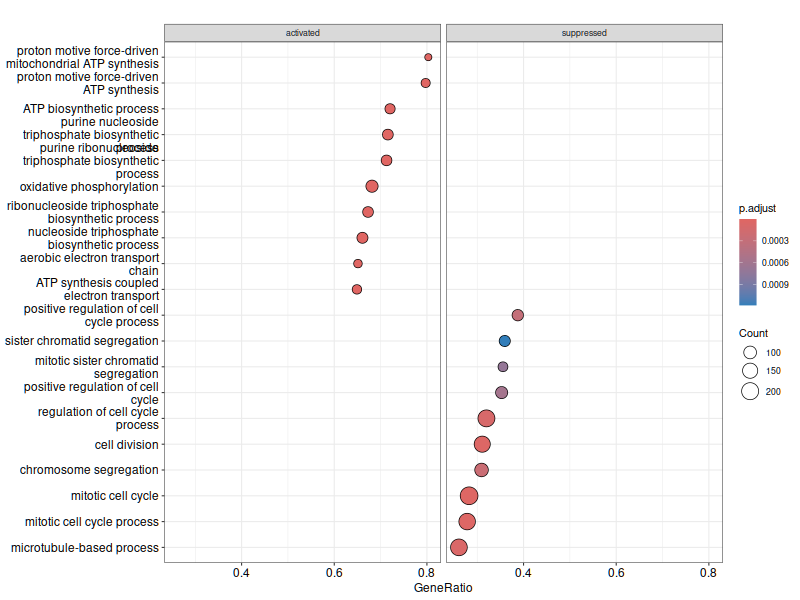 activated
suppressed
proton motive force-driven
mitochondrial ATP synthesis
proton motive force-driven
ATP synthesis
ATP biosynthetic process
purine nucleoside
triphosphate biosynthetic
process
purine ribonucleoside
triphosphate biosynthetic
process
oxidative phosphorylation
ribonucleoside triphosphate
biosynthetic process
nucleoside triphosphate
biosynthetic process
aerobic electron transport
chain
ATP synthesis coupled
electron transport
positive regulation of cell
cycle process
sister chromatid segregation
mitotic sister chromatid
segregation
positive regulation of cell
cycle
regulation of cell cycle
process
cell division
chromosome segregation
mitotic cell cycle
mitotic cell cycle process
microtubule-based process
0.4
0.6
0.8
0.4
0.6
0.8
GeneRatio
p.adjust
0.0003
0.0006
0.0009
Count
100
150
200